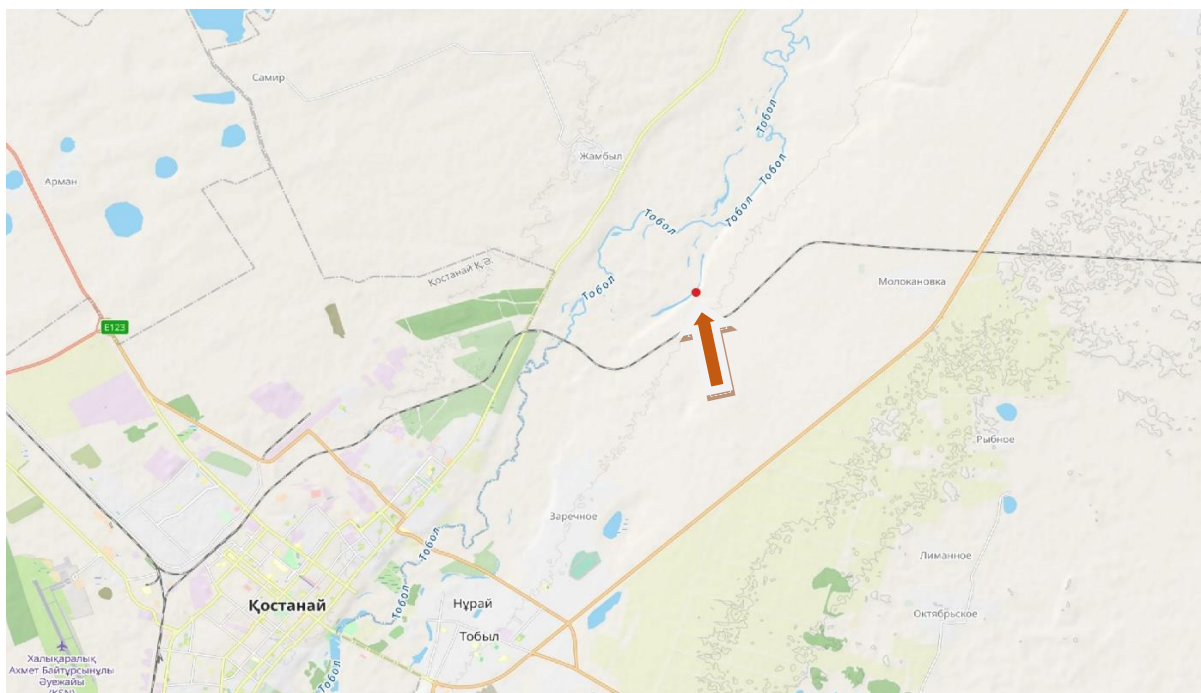 Самир
Тобол
Жамбыл
Тобол
Арман
Тобол
Тобол
Қостанай Қ.Ә.
Молокановка
Тобол
E123
Рыбное
Заречное
Тобол
Лиманное
Тобол
Қостанай
Нұрай
Октябрьское
Тобыл
Халықаралық
Ахмет Байтұрсынұлы
Әуежайы
(KSN)
Тобол